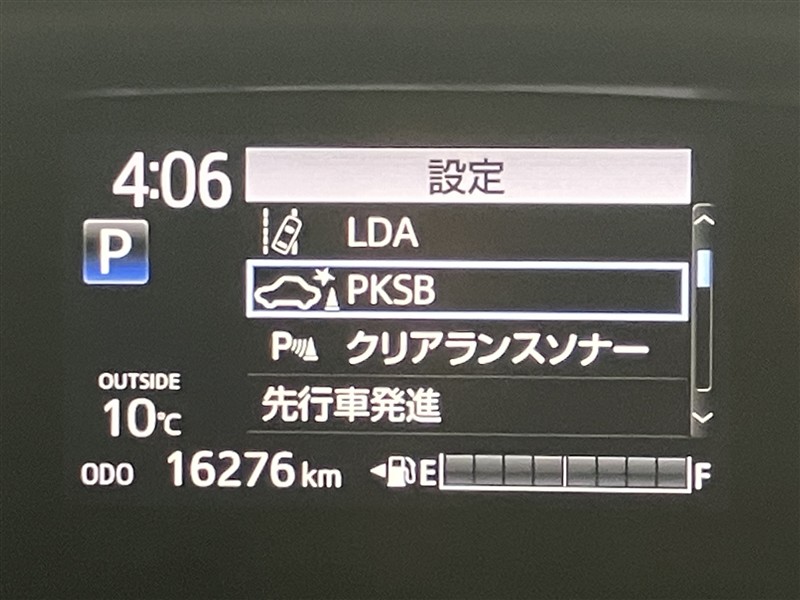 4:06
設定
P
LDA
PKSB
P クリアランスソナー
先行車発進
OUTSIDE
10℃
ODO 16276 km
E F